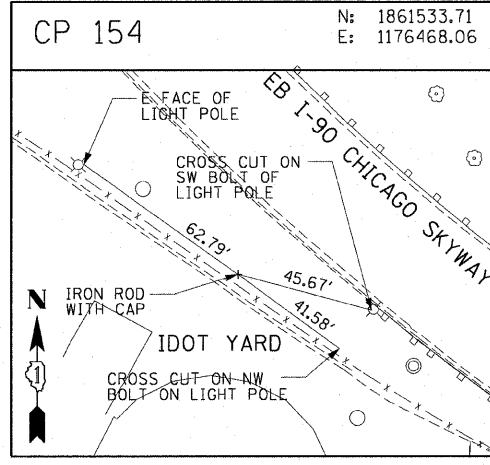 CP 154
N: 1861533.71
E: 1176468.06
E FACE OF
LIGHT POLE
EB I-90 CHICAGO SKYWAY
CROSS CUT ON
SW BOLT OF
LIGHT POLE
62.79'
45.67'
41.58'
IRON ROD
WITH CAP
N
1
IDOT YARD
CROSS CUT ON NW
BOLT ON LIGHT POLE